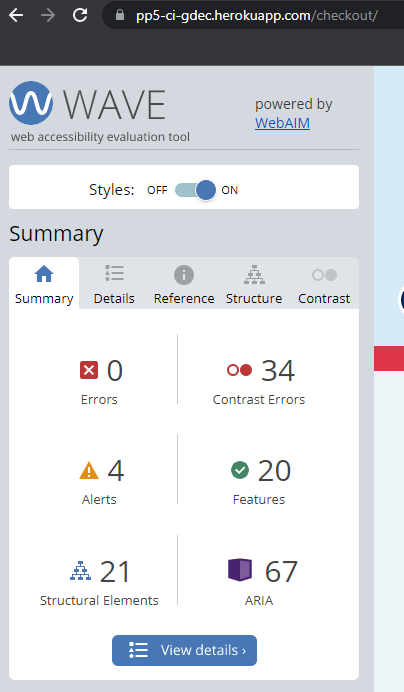 pp5-ci-gdec.herokuapp.com/checkout/
WAVE
web accessibility evaluation tool
powered by
WebAIM
Styles: OFF ON
Summary
Summary Details Reference Structure Contrast
0 34
Errors Contrast Errors
4 20
Alerts Features
21 67
Structural Elements ARIA
View details ›